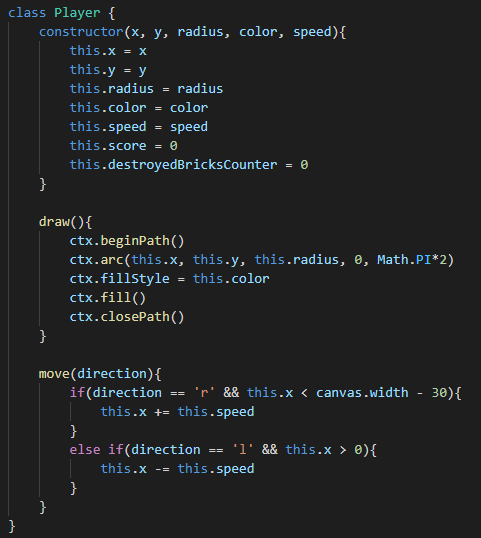 class Player {
    constructor(x, y, radius, color, speed){
        this.x = x
        this.y = y
        this.radius = radius
        this.color = color
        this.speed = speed
        this.score = 0
        this.destroyedBricksCounter = 0
    }

    draw(){
        ctx.beginPath()
        ctx.arc(this.x, this.y, this.radius, 0, Math.PI*2)
        ctx.fillStyle = this.color
        ctx.fill()
        ctx.closePath()
    }

    move(direction){
        if(direction == 'r' && this.x < canvas.width - 30){
            this.x += this.speed
        }
        else if(direction == 'l' && this.x > 0){
            this.x -= this.speed
        }
    }
}